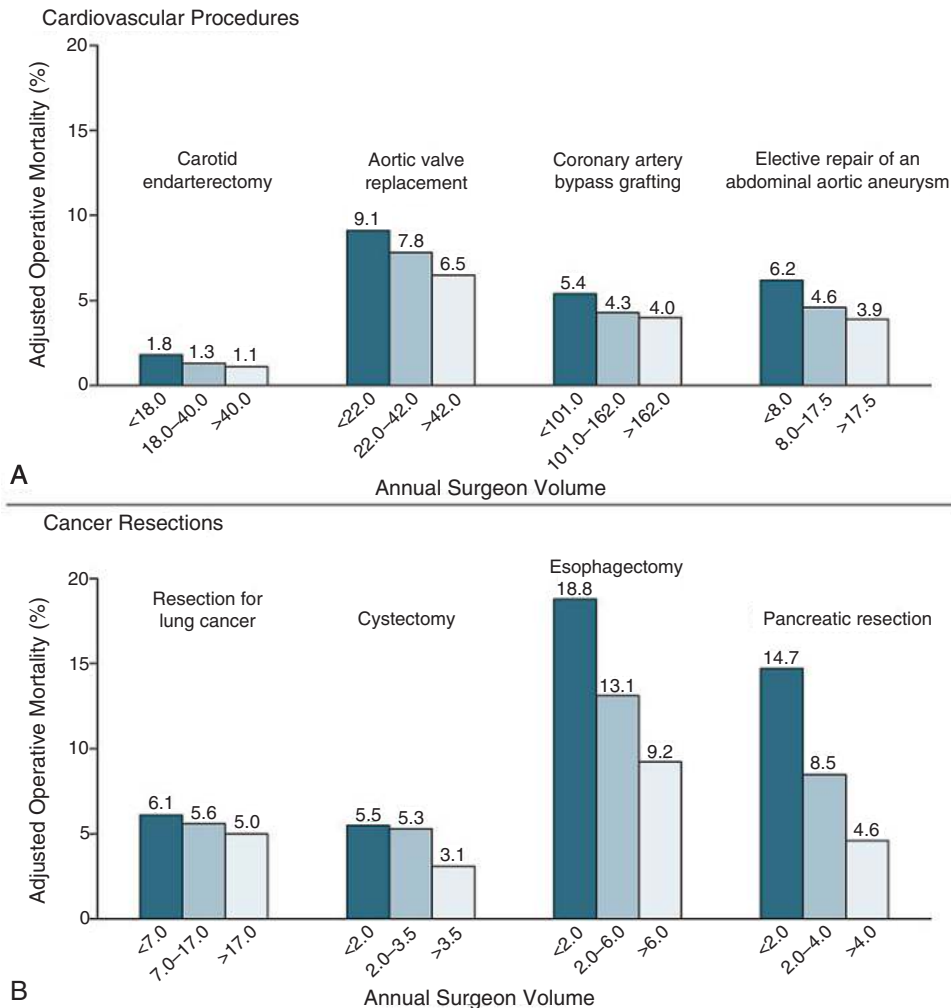 Cardiovascular Procedures
Adjusted Operative Mortality (%)
20
15
10
5
0
Carotid
endarterectomy
1.8 1.3 1.1
<18.0 18.0–40.0 >40.0
Aortic valve
replacement
9.1 7.8 6.5
<22.0 22.0–42.0 >42.0
Coronary artery
bypass grafting
5.4 4.3 4.0
<101.0 101.0–162.0 >162.0
Elective repair of an
abdominal aortic aneurysm
6.2 4.6 3.9
<8.0 8.0–17.5 >17.5
A
Annual Surgeon Volume
Cancer Resections
Adjusted Operative Mortality (%)
20
15
10
5
0
Resection for
lung cancer
6.1 5.6 5.0
<7.0 7.0–17.0 >17.0
Cystectomy
5.5 5.3 3.1
<2.0 2.0–3.5 >3.5
Esophagectomy
18.8 13.1 9.2
<2.0 2.0–6.0 >6.0
Pancreatic resection
14.7 8.5 4.6
<2.0 2.0–4.0 >4.0
B
Annual Surgeon Volume